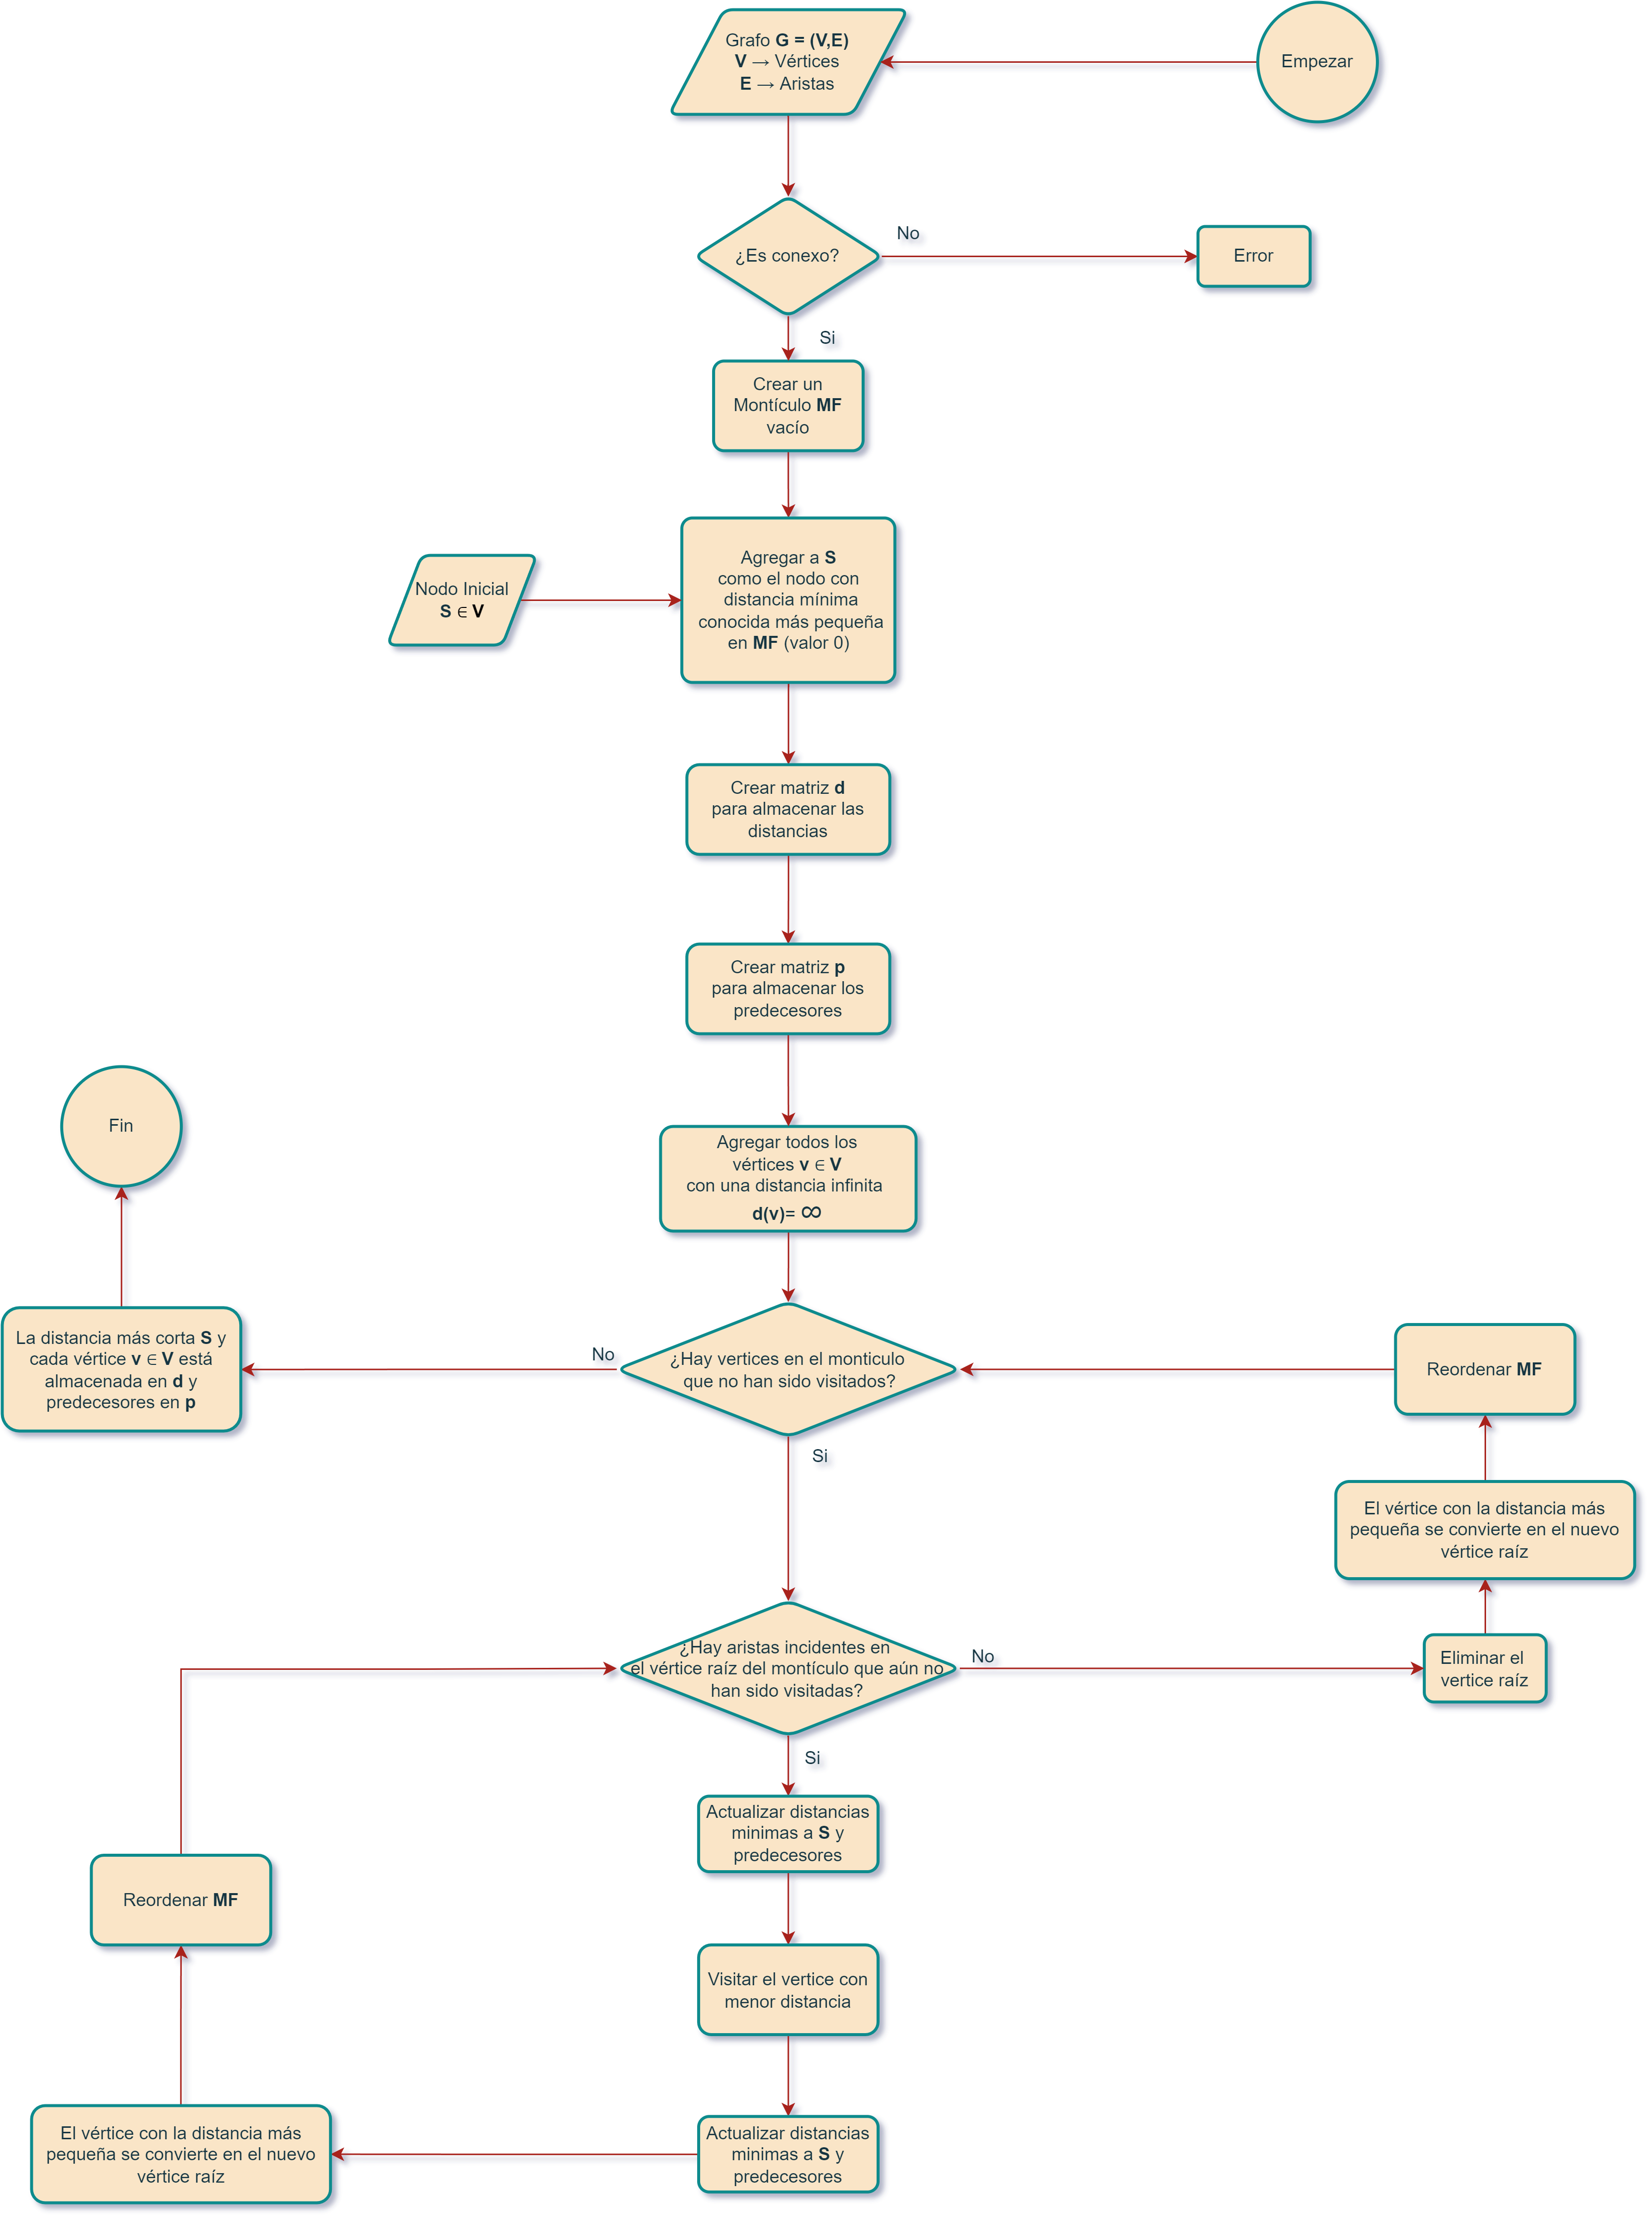 Grafo G = (V,E)
V → Vértices
E → Aristas
Empezar
¿Es conexo?
No
Error
Si
Crear un
Montículo MF
vacío
Nodo Inicial
S ∈ V
Agregar a S
como el nodo con
distancia mínima
conocida más pequeña
en MF (valor 0)
Crear matriz d
para almacenar las
distancias
Crear matriz p
para almacenar los
predecesores
Fin
Agregar todos los
vértices v ∈ V
con una distancia infinita
d(v)= ∞
La distancia más corta S y
cada vértice v ∈ V está
almacenada en d y
predecesores en p
No
¿Hay vertices en el monticulo
que no han sido visitados?
Reordenar MF
Si
El vértice con la distancia más
pequeña se convierte en el nuevo
vértice raíz
¿Hay aristas incidentes en
el vértice raíz del montículo que aún no
han sido visitadas?
No
Eliminar el
vertice raíz
Si
Actualizar distancias
minimas a S y
predecesores
Reordenar MF
Visitar el vertice con
menor distancia
El vértice con la distancia más
pequeña se convierte en el nuevo
vértice raíz
Actualizar distancias
minimas a S y
predecesores